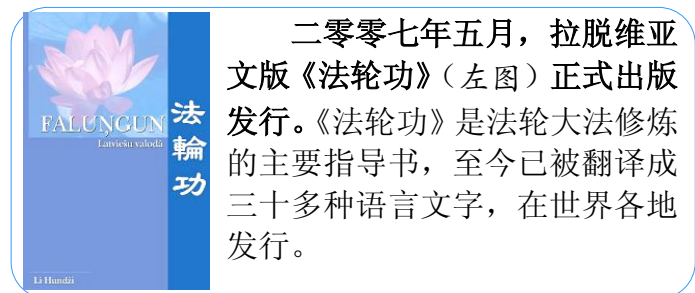 FALUŅGUN
Latviešu valodā
法輪功
Li Hundži
二零零七年五月，拉脱维亚
文版《法轮功》（左图）正式出版
发行。《法轮功》是法轮大法修炼
的主要指导书，至今已被翻译成
三十多种语言文字，在世界各地
发行。